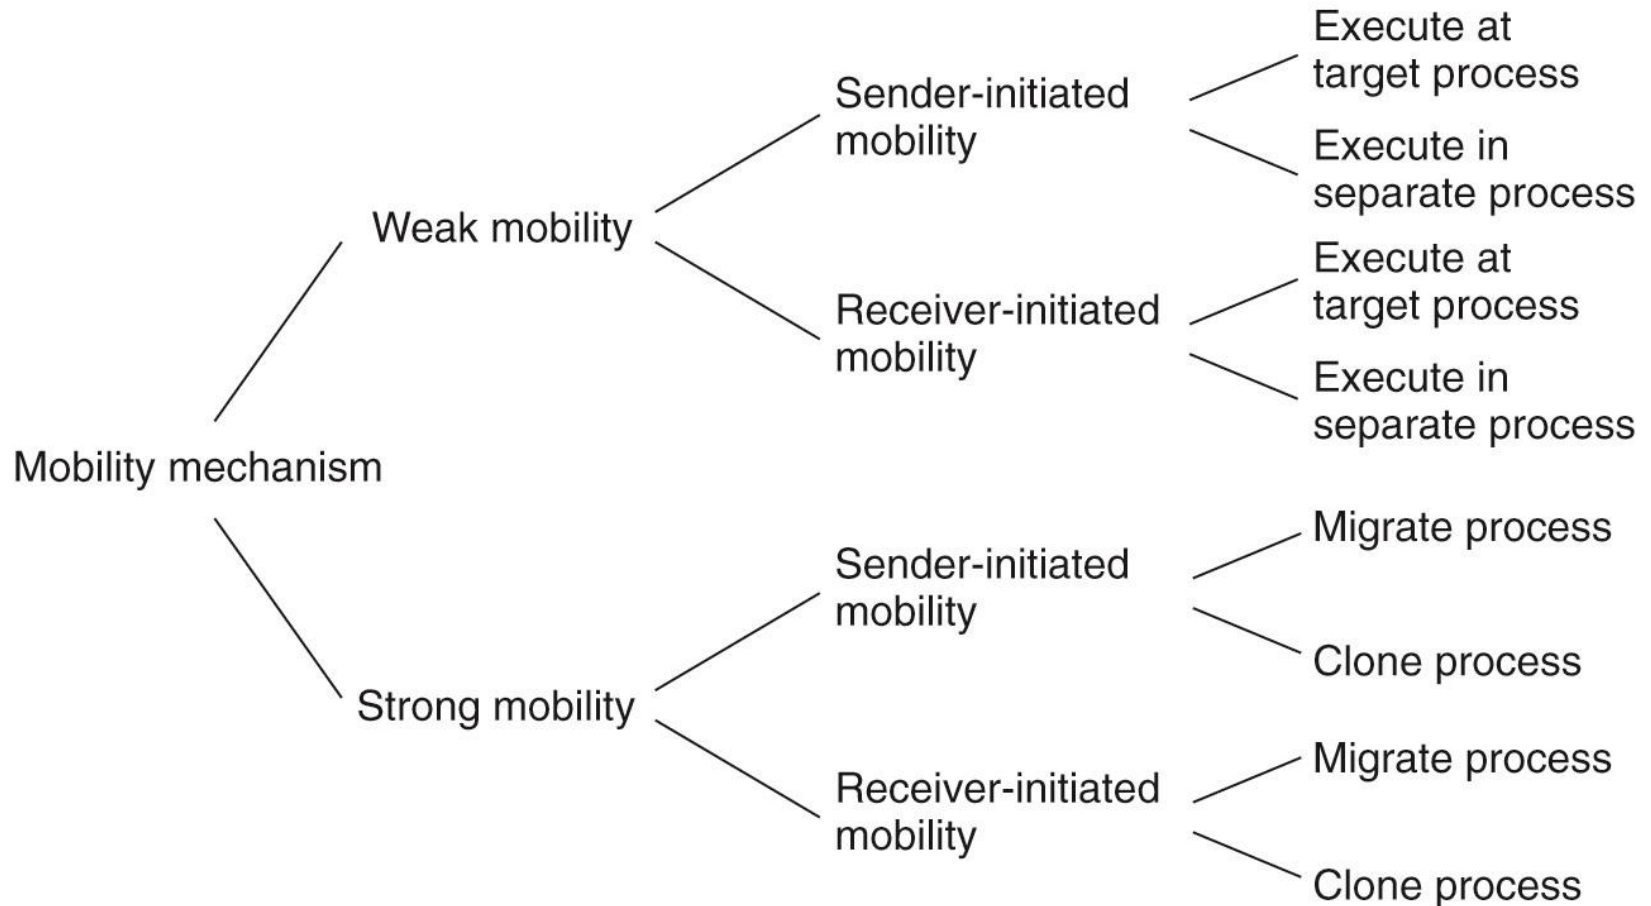 Mobility mechanism
Weak mobility
Sender-initiated
mobility
Execute at
target process
Execute in
separate process
Receiver-initiated
mobility
Execute at
target process
Execute in
separate process
Strong mobility
Sender-initiated
mobility
Migrate process
Clone process
Receiver-initiated
mobility
Migrate process
Clone process